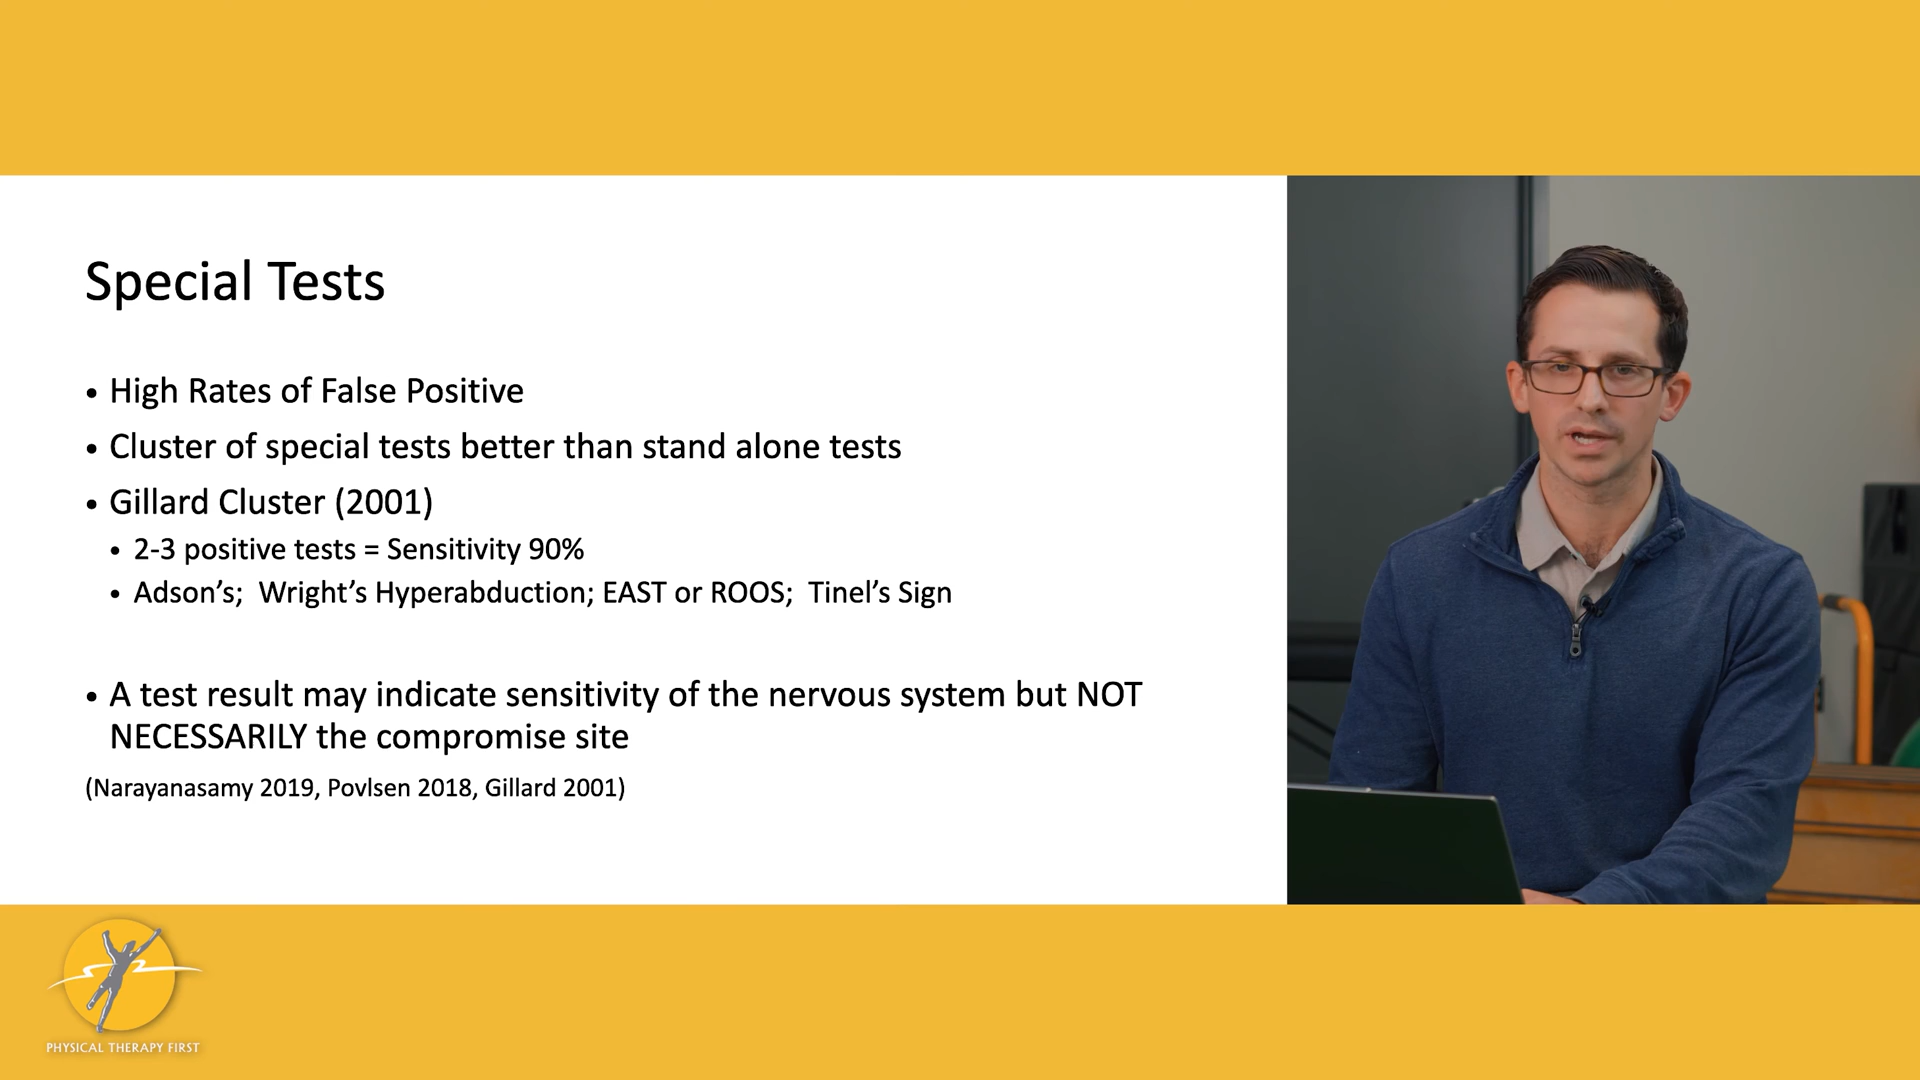 Special Tests
• High Rates of False Positive
• Cluster of special tests better than stand alone tests
• Gillard Cluster (2001)
• 2-3 positive tests = Sensitivity 90%
• Adson’s;  Wright’s Hyperabduction; EAST or ROOS;  Tinel’s Sign
• A test result may indicate sensitivity of the nervous system but NOT
NECESSARILY the compromise site
(Narayanasamy 2019, Povlsen 2018, Gillard 2001)
PHYSICAL THERAPY FIRST